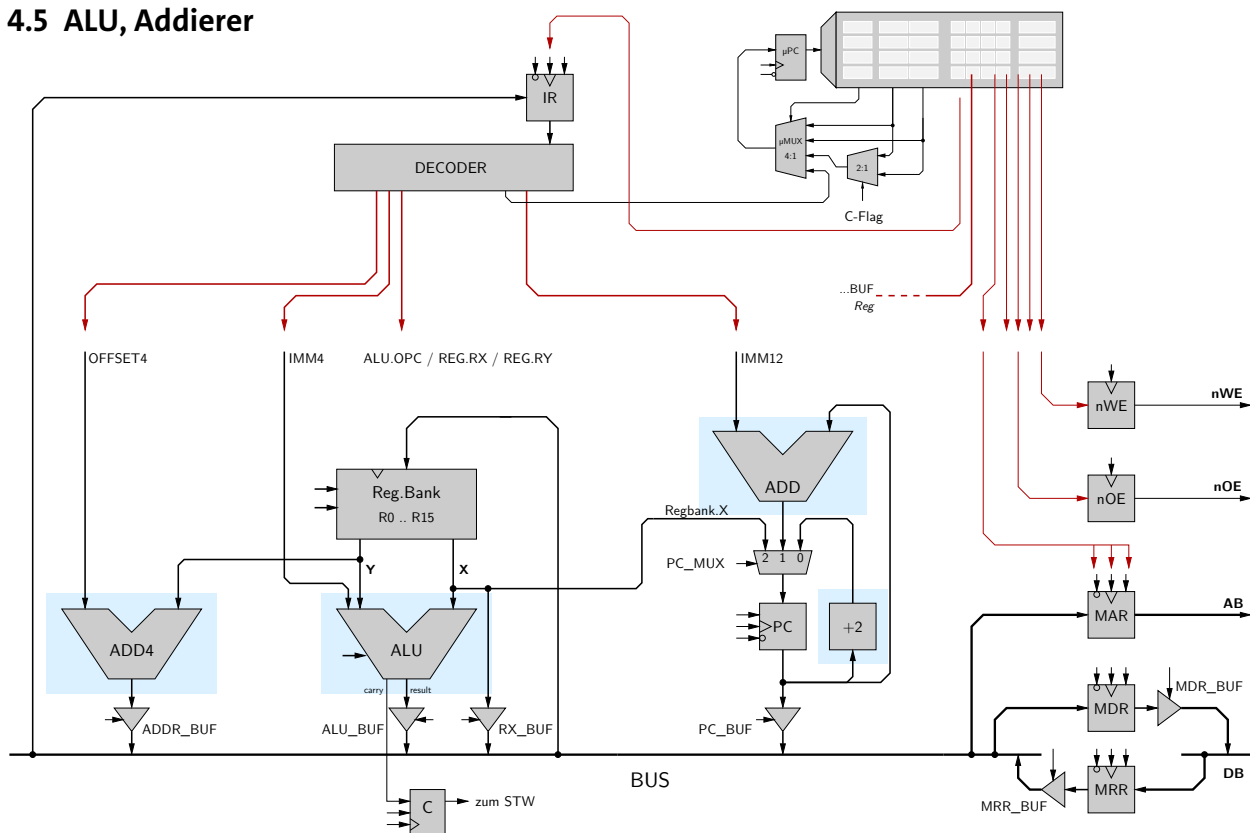 4.5 ALU, Addierer
µPC
IR
µMUX
4:1
2:1
DECODER
C-Flag
...BUF
Reg
OFFSET4
IMM4
ALU.OPC / REG.RX / REG.RY
IMM12
nWE
nWE
ADD
Reg.Bank
R0 .. R15
nOE
nOE
Regbank.X
2 1 0
PC_MUX
Y
X
AB
MAR
PC
+2
ADD4
ALU
carry
result
MDR_BUF
MDR
ADDR_BUF
ALU_BUF
RX_BUF
PC_BUF
BUS
DB
MRR
MRR_BUF
C
zum STW